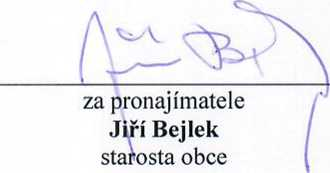 za pronajímatele
Jiří Bejlek
starosta obce